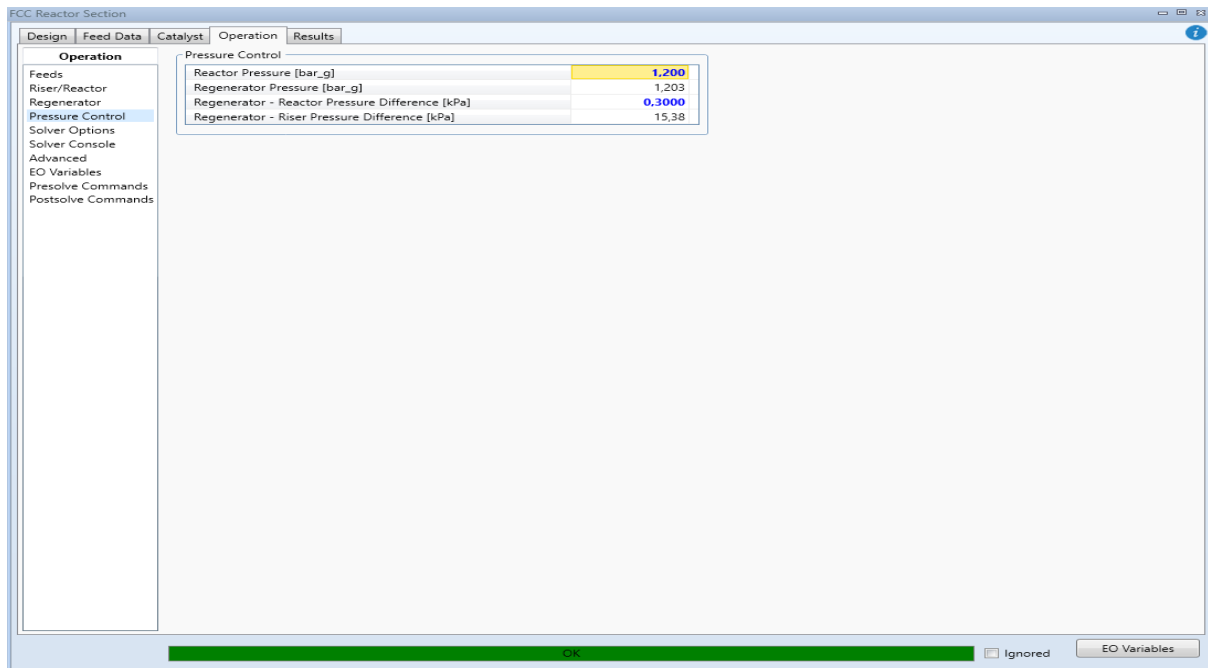 FCC Reactor Section
Design Feed Data Catalyst Operation Results
Operation
Feeds
Riser/Reactor
Regenerator
Pressure Control
Solver Options
Solver Console
Advanced
EO Variables
Presolve Commands
Postsolve Commands
Pressure Control
Reactor Pressure [bar_g] 1,200
Regenerator Pressure [bar_g] 1,203
Regenerator - Reactor Pressure Difference [kPa] 0,3000
Regenerator - Riser Pressure Difference [kPa] 15,38
OK
Ignored
EO Variables